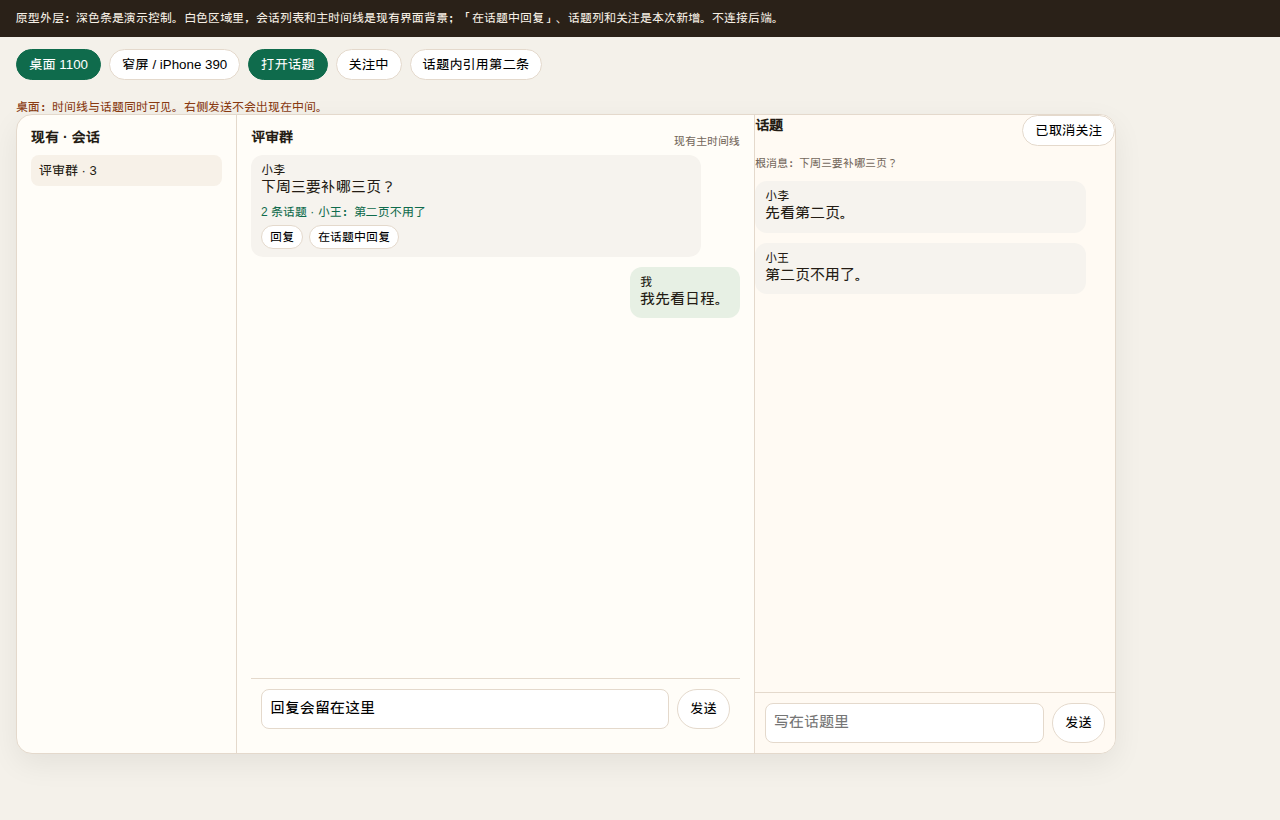 原型外层：深色条是演示控制。白色区域里，会话列和主时间线是现有界面背景；「在话题中回复」、话题列和关注是本次新增。不连接后端。
桌面 1100
窄屏 / iPhone 390
打开话题
关注中
话题内引用第二条
桌面：时间线与话题同时可见。右侧发送不会出现在中间。
现有 · 会话
评审群 · 3
评审群
现有主时间线
小李
下周三要补哪三页？
2 条话题 · 小王：第二页不用了
回复
在话题中回复
我
我先看日程。
回复会留在这里
发送
话题
已取消关注
根消息：下周三要补哪三页？
小李
先看第二页。
小王
第二页不用了。
写在话题里
发送